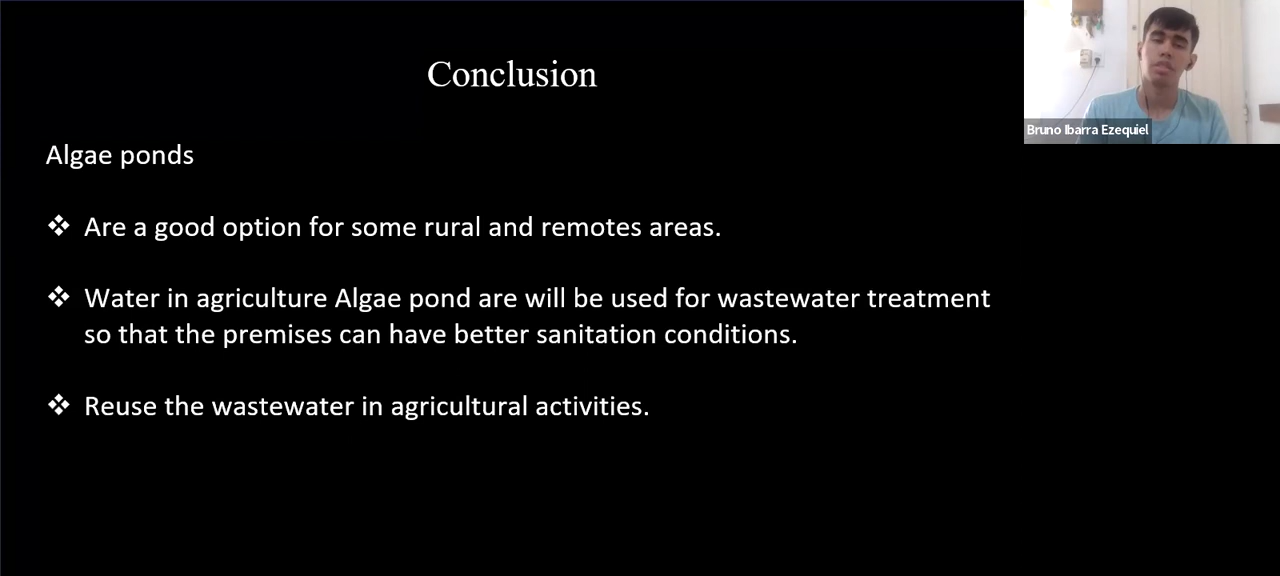 Conclusion
Bruno Ibarra Ezequiel
Algae ponds
❖ Are a good option for some rural and remotes areas.
❖ Water in agriculture Algae pond are will be used for wastewater treatment
so that the premises can have better sanitation conditions.
❖ Reuse the wastewater in agricultural activities.